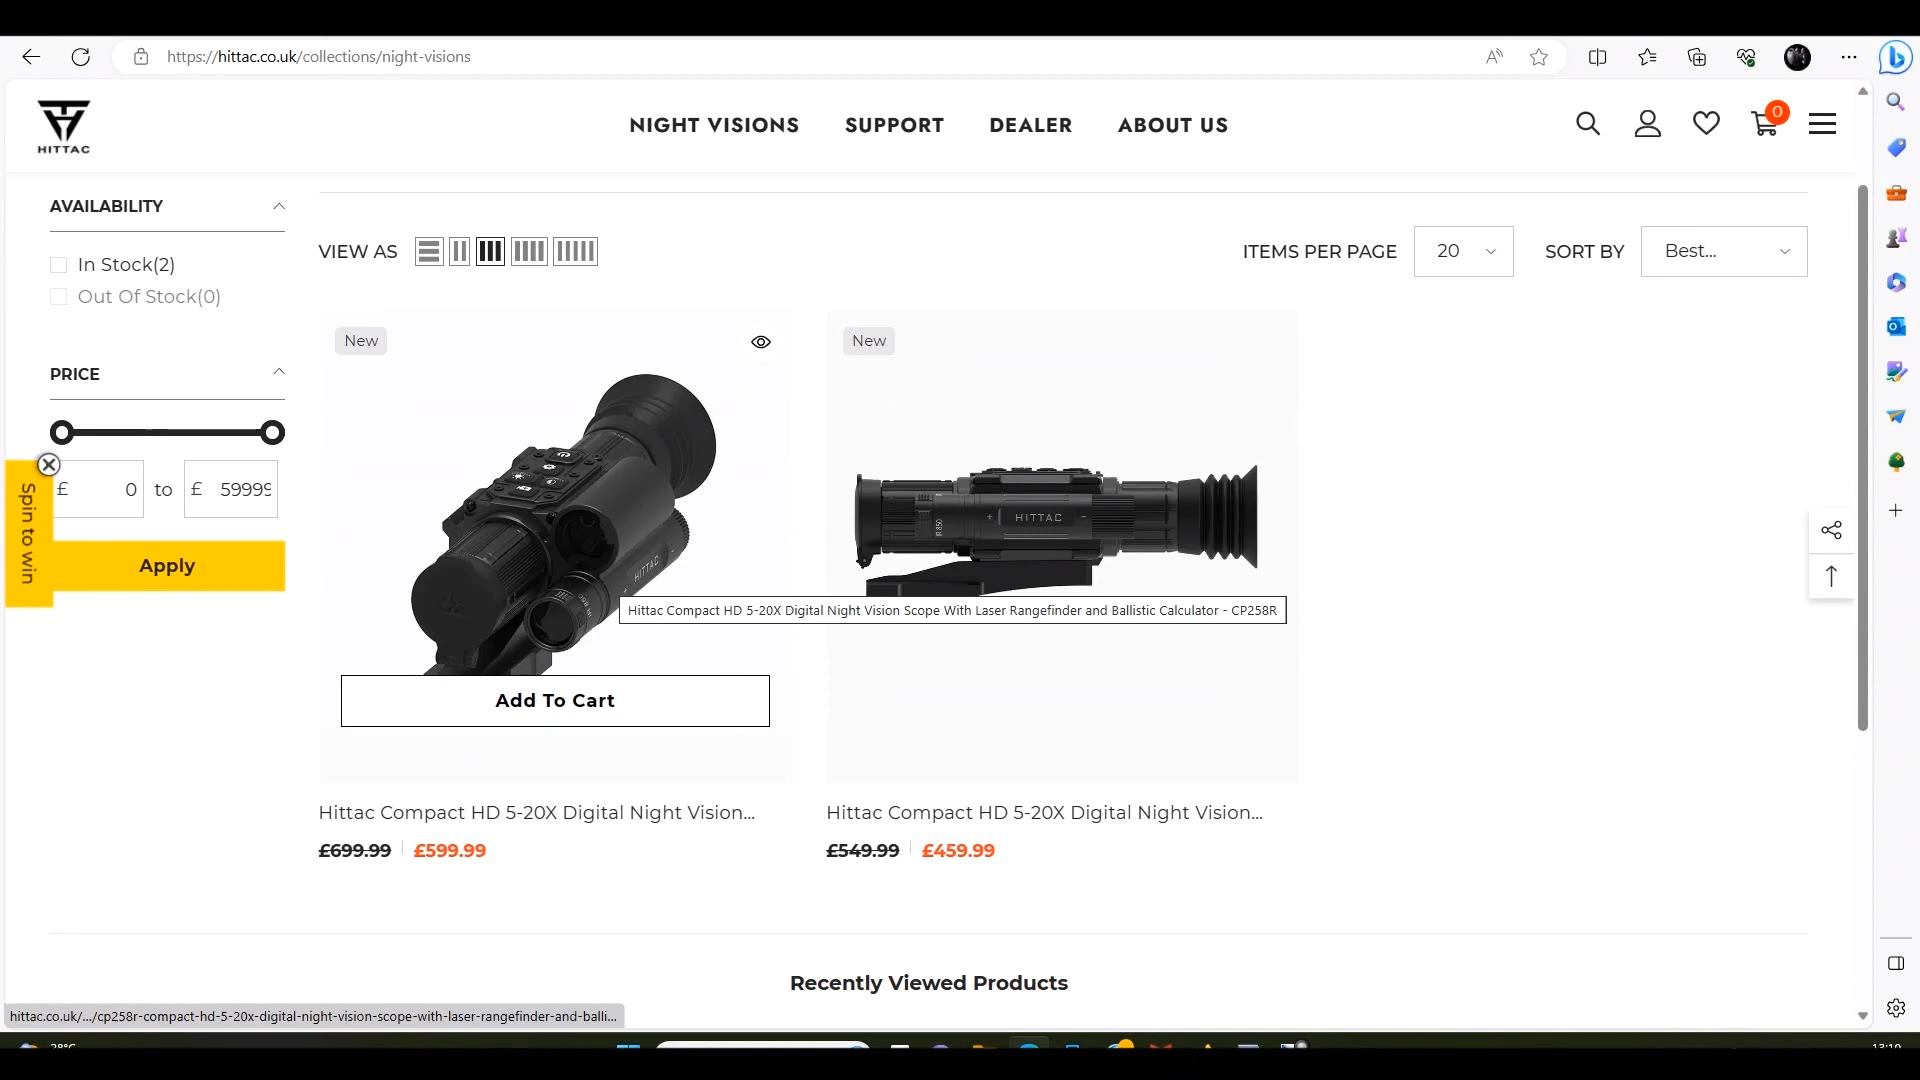 https://hittac.co.uk/collections/night-visions
HITTAC
NIGHT VISIONS
SUPPORT
DEALER
ABOUT US
0
AVAILABILITY
In Stock(2)
Out Of Stock(0)
PRICE
£ 0 to £ 59999
Apply
Spin to win
VIEW AS
ITEMS PER PAGE 20
SORT BY Best...
New
HITTAC
IR 850
Add To Cart
New
IR 850
+ HITTAC -
Hittac Compact HD 5-20X Digital Night Vision Scope With Laser Rangefinder and Ballistic Calculator - CP258R
Hittac Compact HD 5-20X Digital Night Vision...
£699.99 £599.99
Hittac Compact HD 5-20X Digital Night Vision...
£549.99 £459.99
Recently Viewed Products
hittac.co.uk/.../cp258r-compact-hd-5-20x-digital-night-vision-scope-with-laser-rangefinder-and-balli...